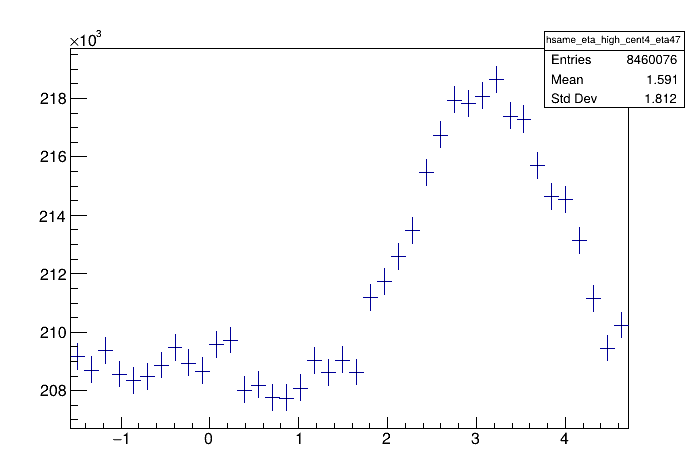 ×10³
hsame_eta_high_cent4_eta47
Entries 8460076
Mean 1.591
Std Dev 1.812
218
216
214
212
210
208
−1 0 1 2 3 4